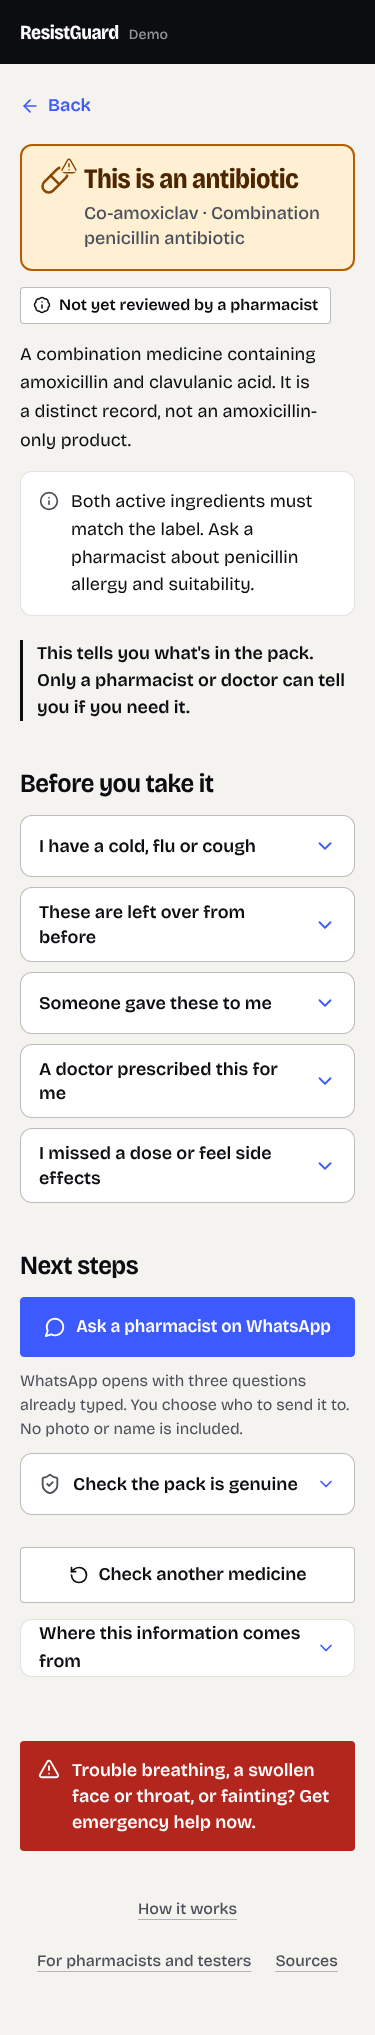 ResistGuard Demo
Back
This is an antibiotic
Co-amoxiclav · Combination
penicillin antibiotic
Not yet reviewed by a pharmacist
A combination medicine containing
amoxicillin and clavulanic acid. It is
a distinct record, not an amoxicillin-
only product.
Both active ingredients must
match the label. Ask a
pharmacist about penicillin
allergy and suitability.
This tells you what's in the pack.
Only a pharmacist or doctor can tell
you if you need it.
Before you take it
I have a cold, flu or cough
These are left over from
before
Someone gave these to me
A doctor prescribed this for
me
I missed a dose or feel side
effects
Next steps
Ask a pharmacist on WhatsApp
WhatsApp opens with three questions
already typed. You choose who to send it to.
No photo or name is included.
Check the pack is genuine
Check another medicine
Where this information comes
from
Trouble breathing, a swollen
face or throat, or fainting? Get
emergency help now.
How it works
For pharmacists and testers Sources